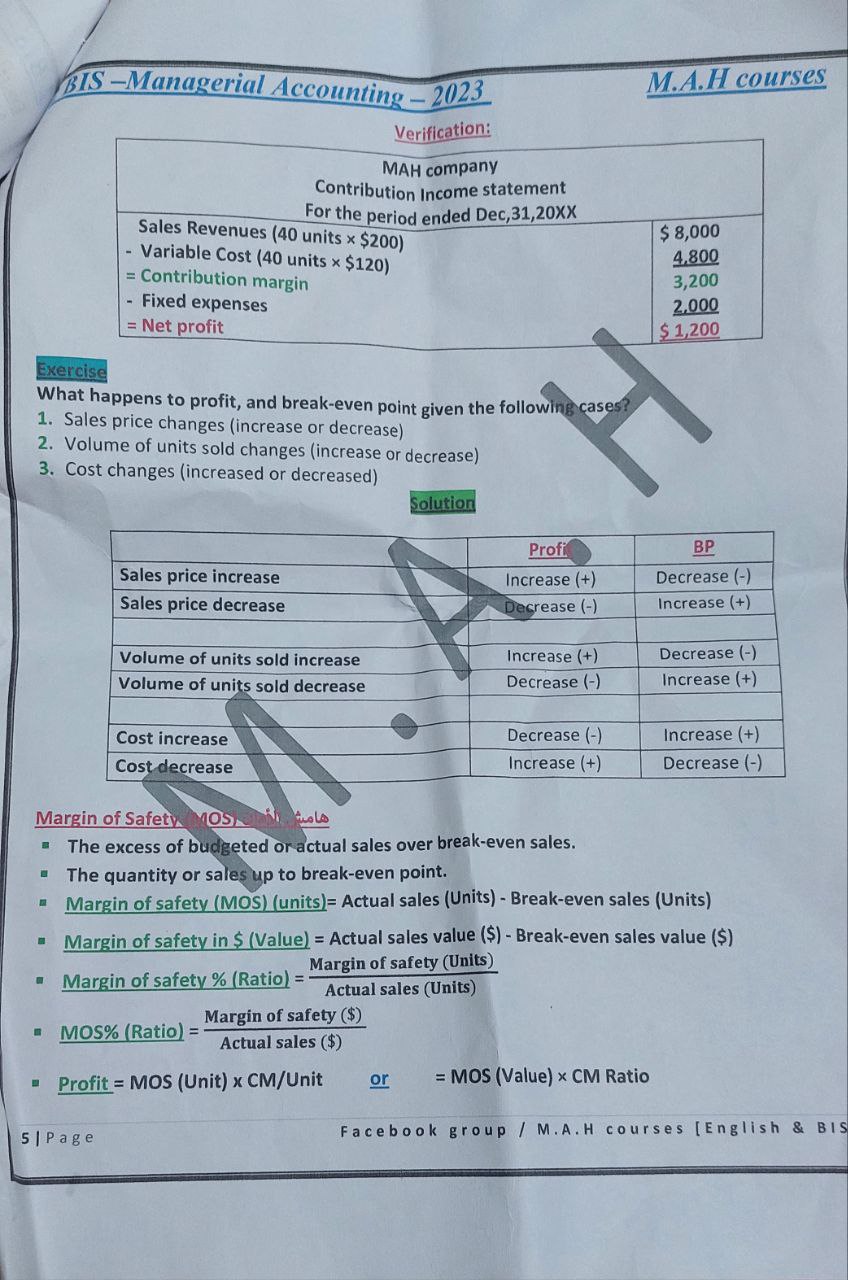 BIS –Managerial Accounting – 2023 M.A.H courses
Verification:
MAH company
Contribution Income statement
For the period ended Dec,31,20XX
Sales Revenues (40 units × $200) $ 8,000
- Variable Cost (40 units × $120) 4,800
= Contribution margin 3,200
- Fixed expenses 2,000
= Net profit $ 1,200
Exercise
What happens to profit, and break-even point given the following cases?
1. Sales price changes (increase or decrease)
2. Volume of units sold changes (increase or decrease)
3. Cost changes (increased or decreased)
Solution
Profit BP
Sales price increase Increase (+) Decrease (-)
Sales price decrease Decrease (-) Increase (+)
Volume of units sold increase Increase (+) Decrease (-)
Volume of units sold decrease Decrease (-) Increase (+)
Cost increase Decrease (-) Increase (+)
Cost decrease Increase (+) Decrease (-)
M.A.H
Margin of Safety (MOS) هامش الأمان
▪ The excess of budgeted or actual sales over break-even sales.
▪ The quantity or sales up to break-even point.
▪ Margin of safety (MOS) (units)= Actual sales (Units) - Break-even sales (Units)
▪ Margin of safety in $ (Value) = Actual sales value ($) - Break-even sales value ($)
▪ Margin of safety % (Ratio) = Margin of safety (Units)
Actual sales (Units)
▪ MOS% (Ratio) = Margin of safety ($)
Actual sales ($)
▪ Profit = MOS (Unit) x CM/Unit or = MOS (Value) × CM Ratio
5 | Page Facebook group / M.A.H courses [English & BIS